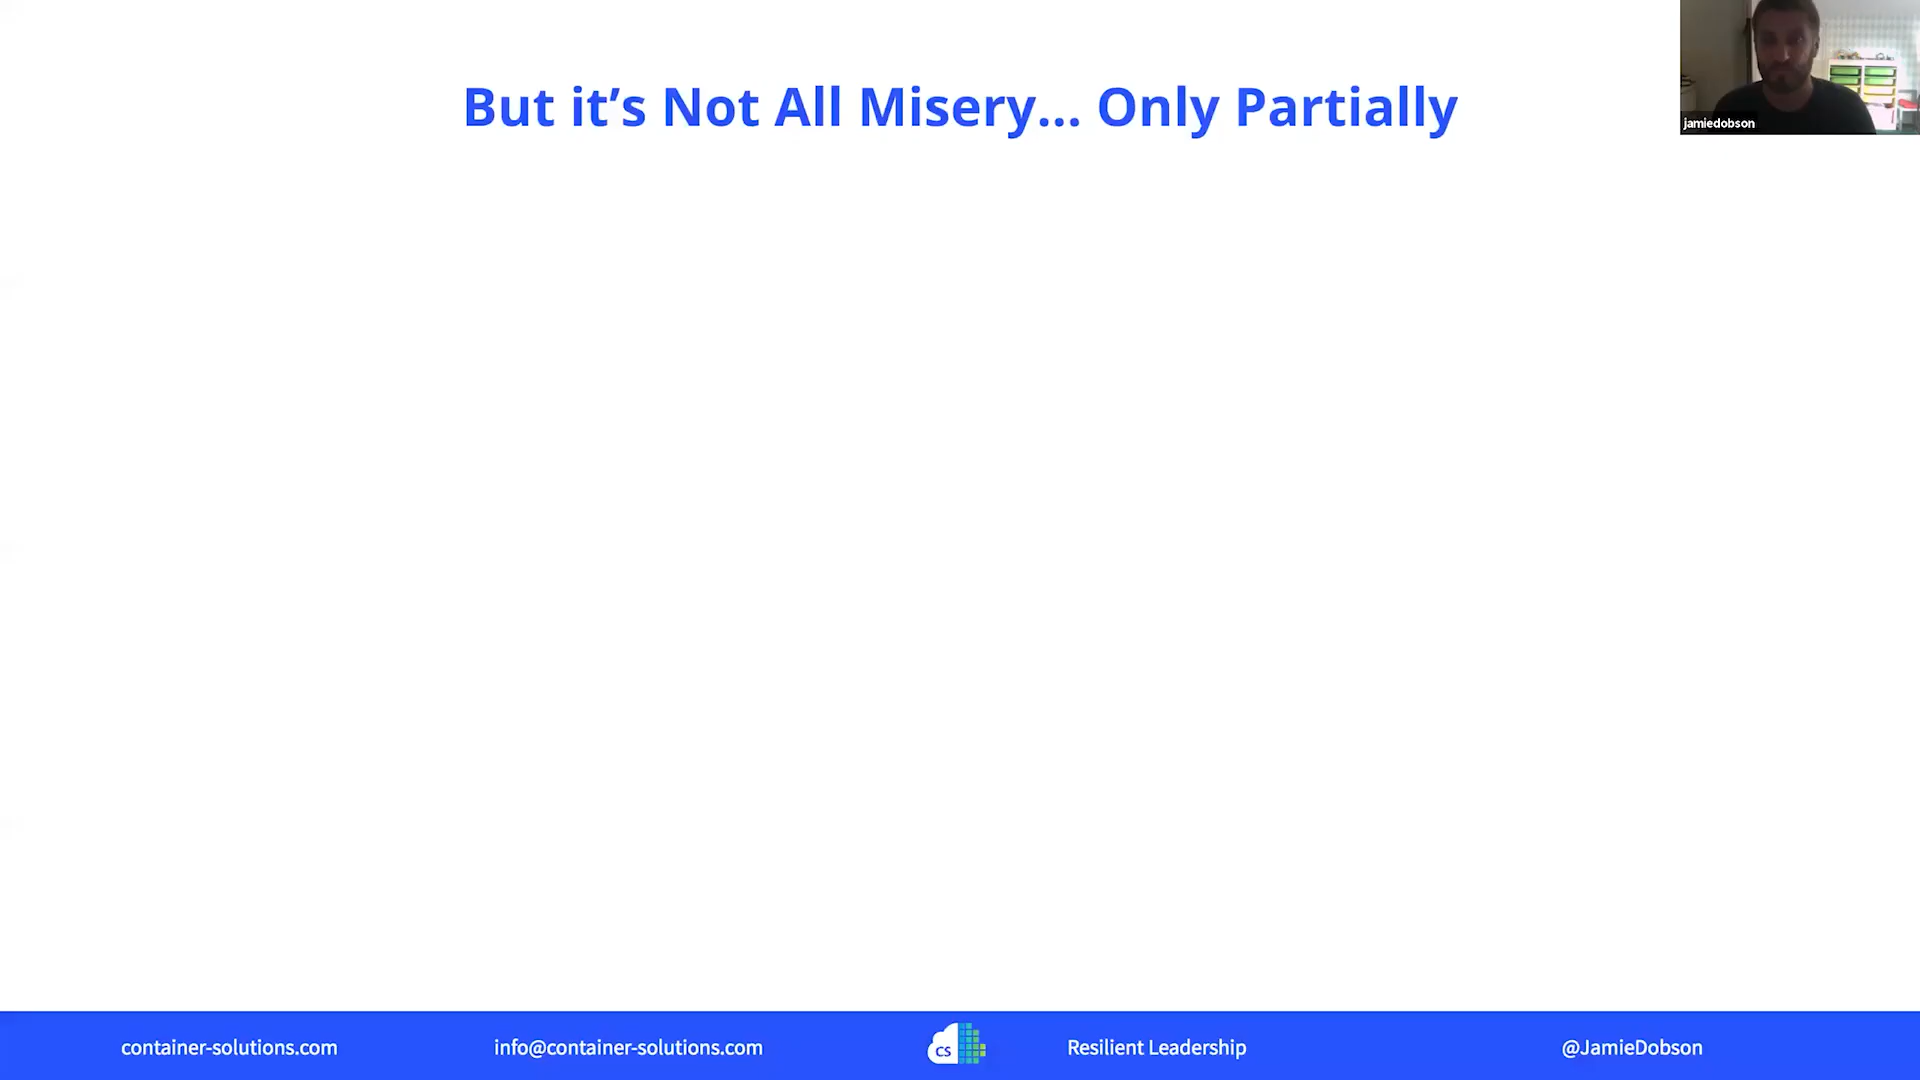 But it’s Not All Misery... Only Partially
jamiedobson
container-solutions.com
info@container-solutions.com
CS
Resilient Leadership
@JamieDobson